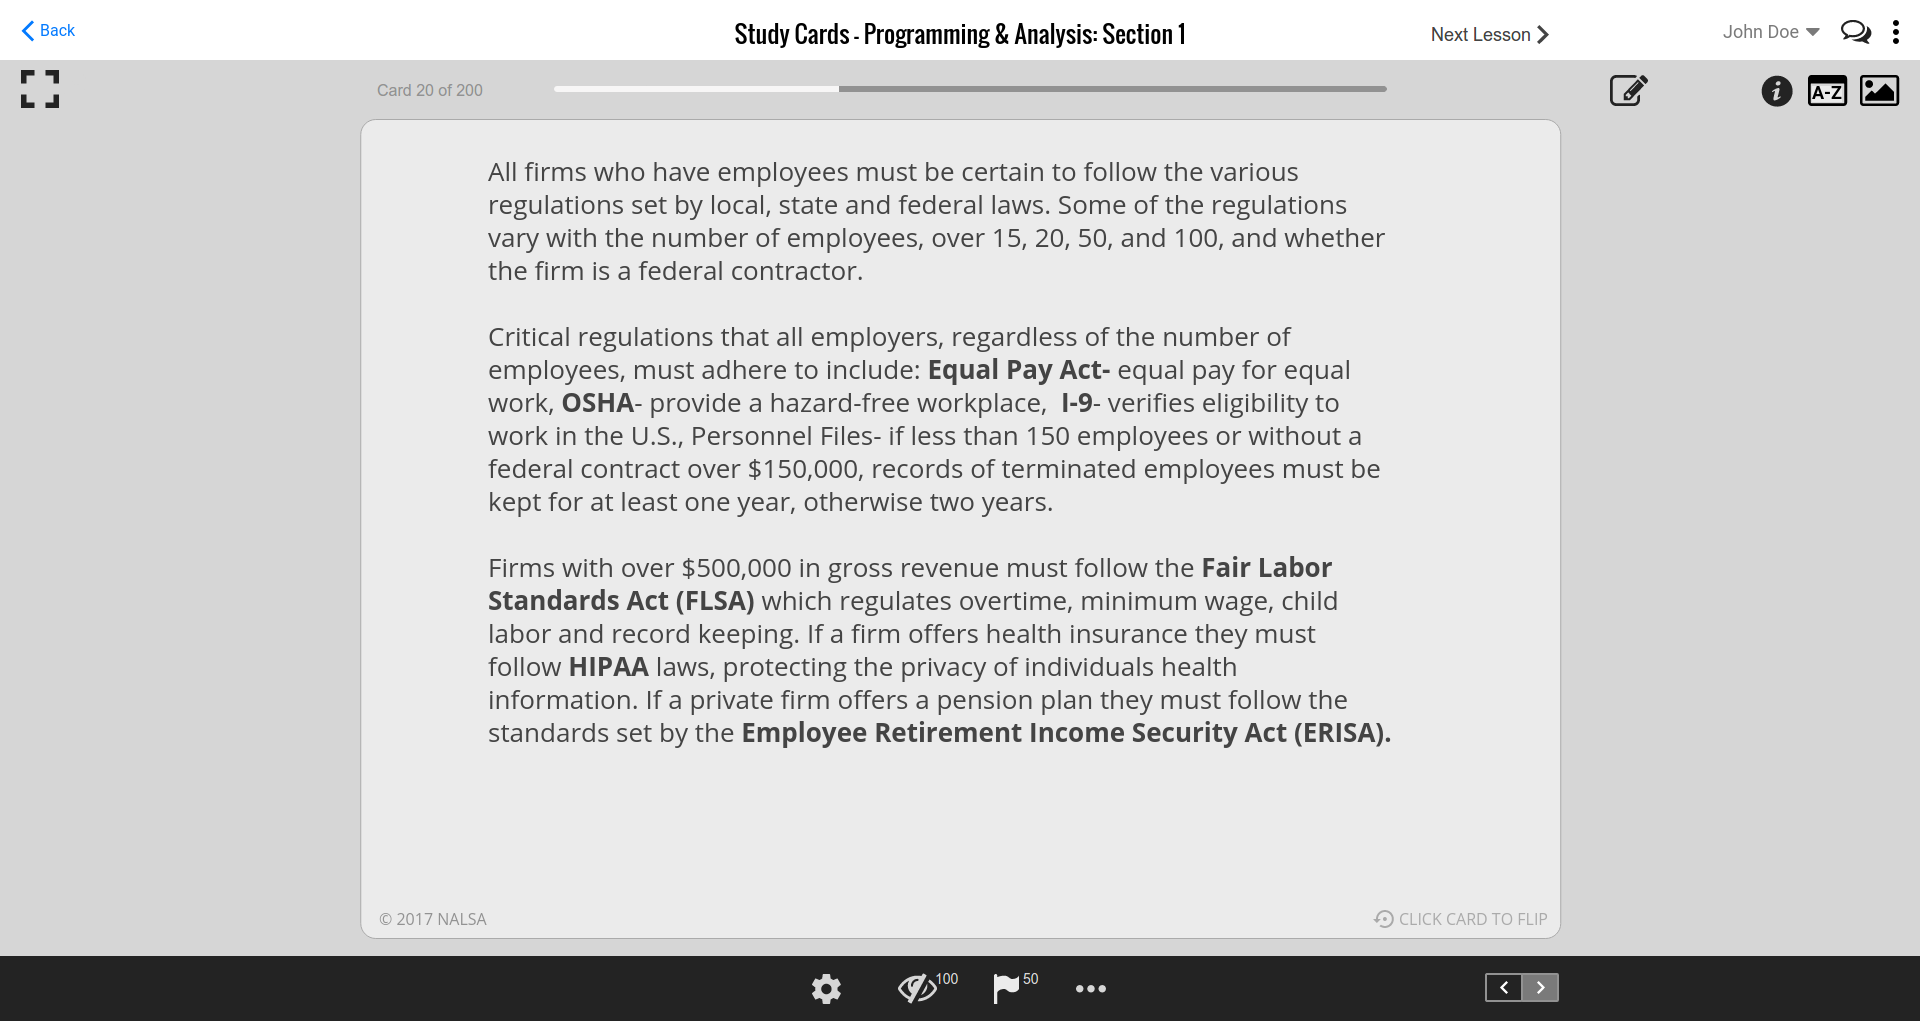 Back
Study Cards - Programming & Analysis: Section 1
Next Lesson
John Doe
Card 20 of 200
A-Z
All firms who have employees must be certain to follow the various
regulations set by local, state and federal laws. Some of the regulations
vary with the number of employees, over 15, 20, 50, and 100, and whether
the firm is a federal contractor.
Critical regulations that all employers, regardless of the number of
employees, must adhere to include: Equal Pay Act- equal pay for equal
work, OSHA- provide a hazard-free workplace, I-9- verifies eligibility to
work in the U.S., Personnel Files- if less than 150 employees or without a
federal contract over $150,000, records of terminated employees must be
kept for at least one year, otherwise two years.
Firms with over $500,000 in gross revenue must follow the Fair Labor
Standards Act (FLSA) which regulates overtime, minimum wage, child
labor and record keeping. If a firm offers health insurance they must
follow HIPAA laws, protecting the privacy of individuals health
information. If a private firm offers a pension plan they must follow the
standards set by the Employee Retirement Income Security Act (ERISA).
© 2017 NALSA
CLICK CARD TO FLIP
100
50